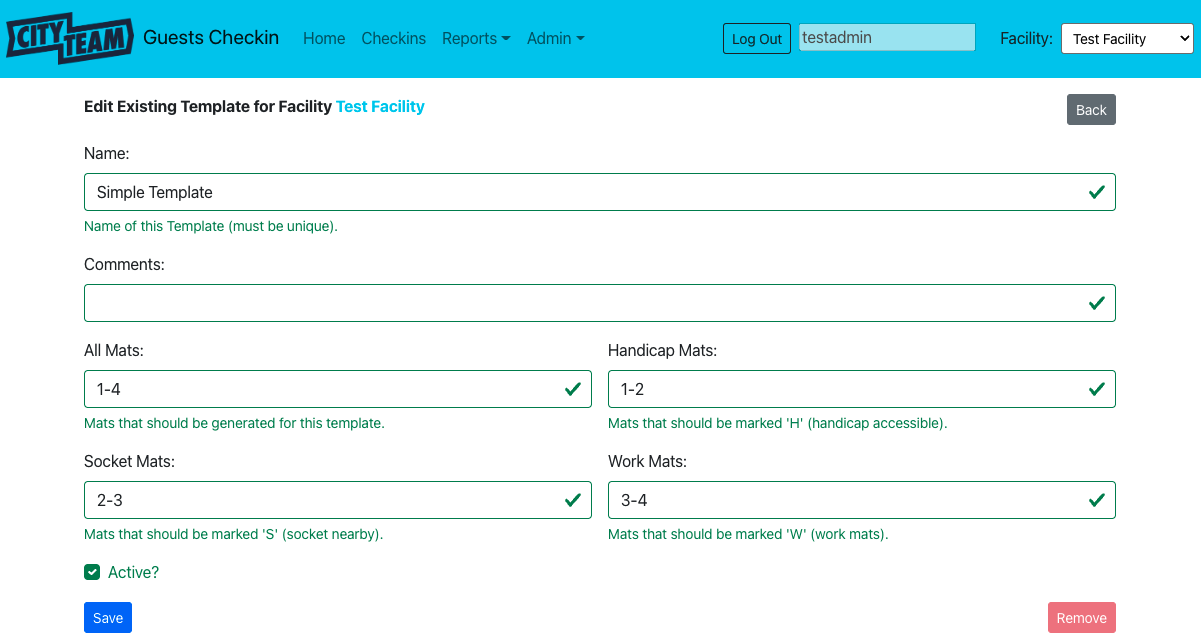 CITY TEAM Guests Checkin Home Checkins Reports Admin Log Out testadmin Facility: Test Facility
Edit Existing Template for Facility Test Facility Back
Name:
Simple Template
Name of this Template (must be unique).
Comments:
All Mats: Handicap Mats:
1-4 1-2
Mats that should be generated for this template. Mats that should be marked 'H' (handicap accessible).
Socket Mats: Work Mats:
2-3 3-4
Mats that should be marked 'S' (socket nearby). Mats that should be marked 'W' (work mats).
Active?
Save Remove